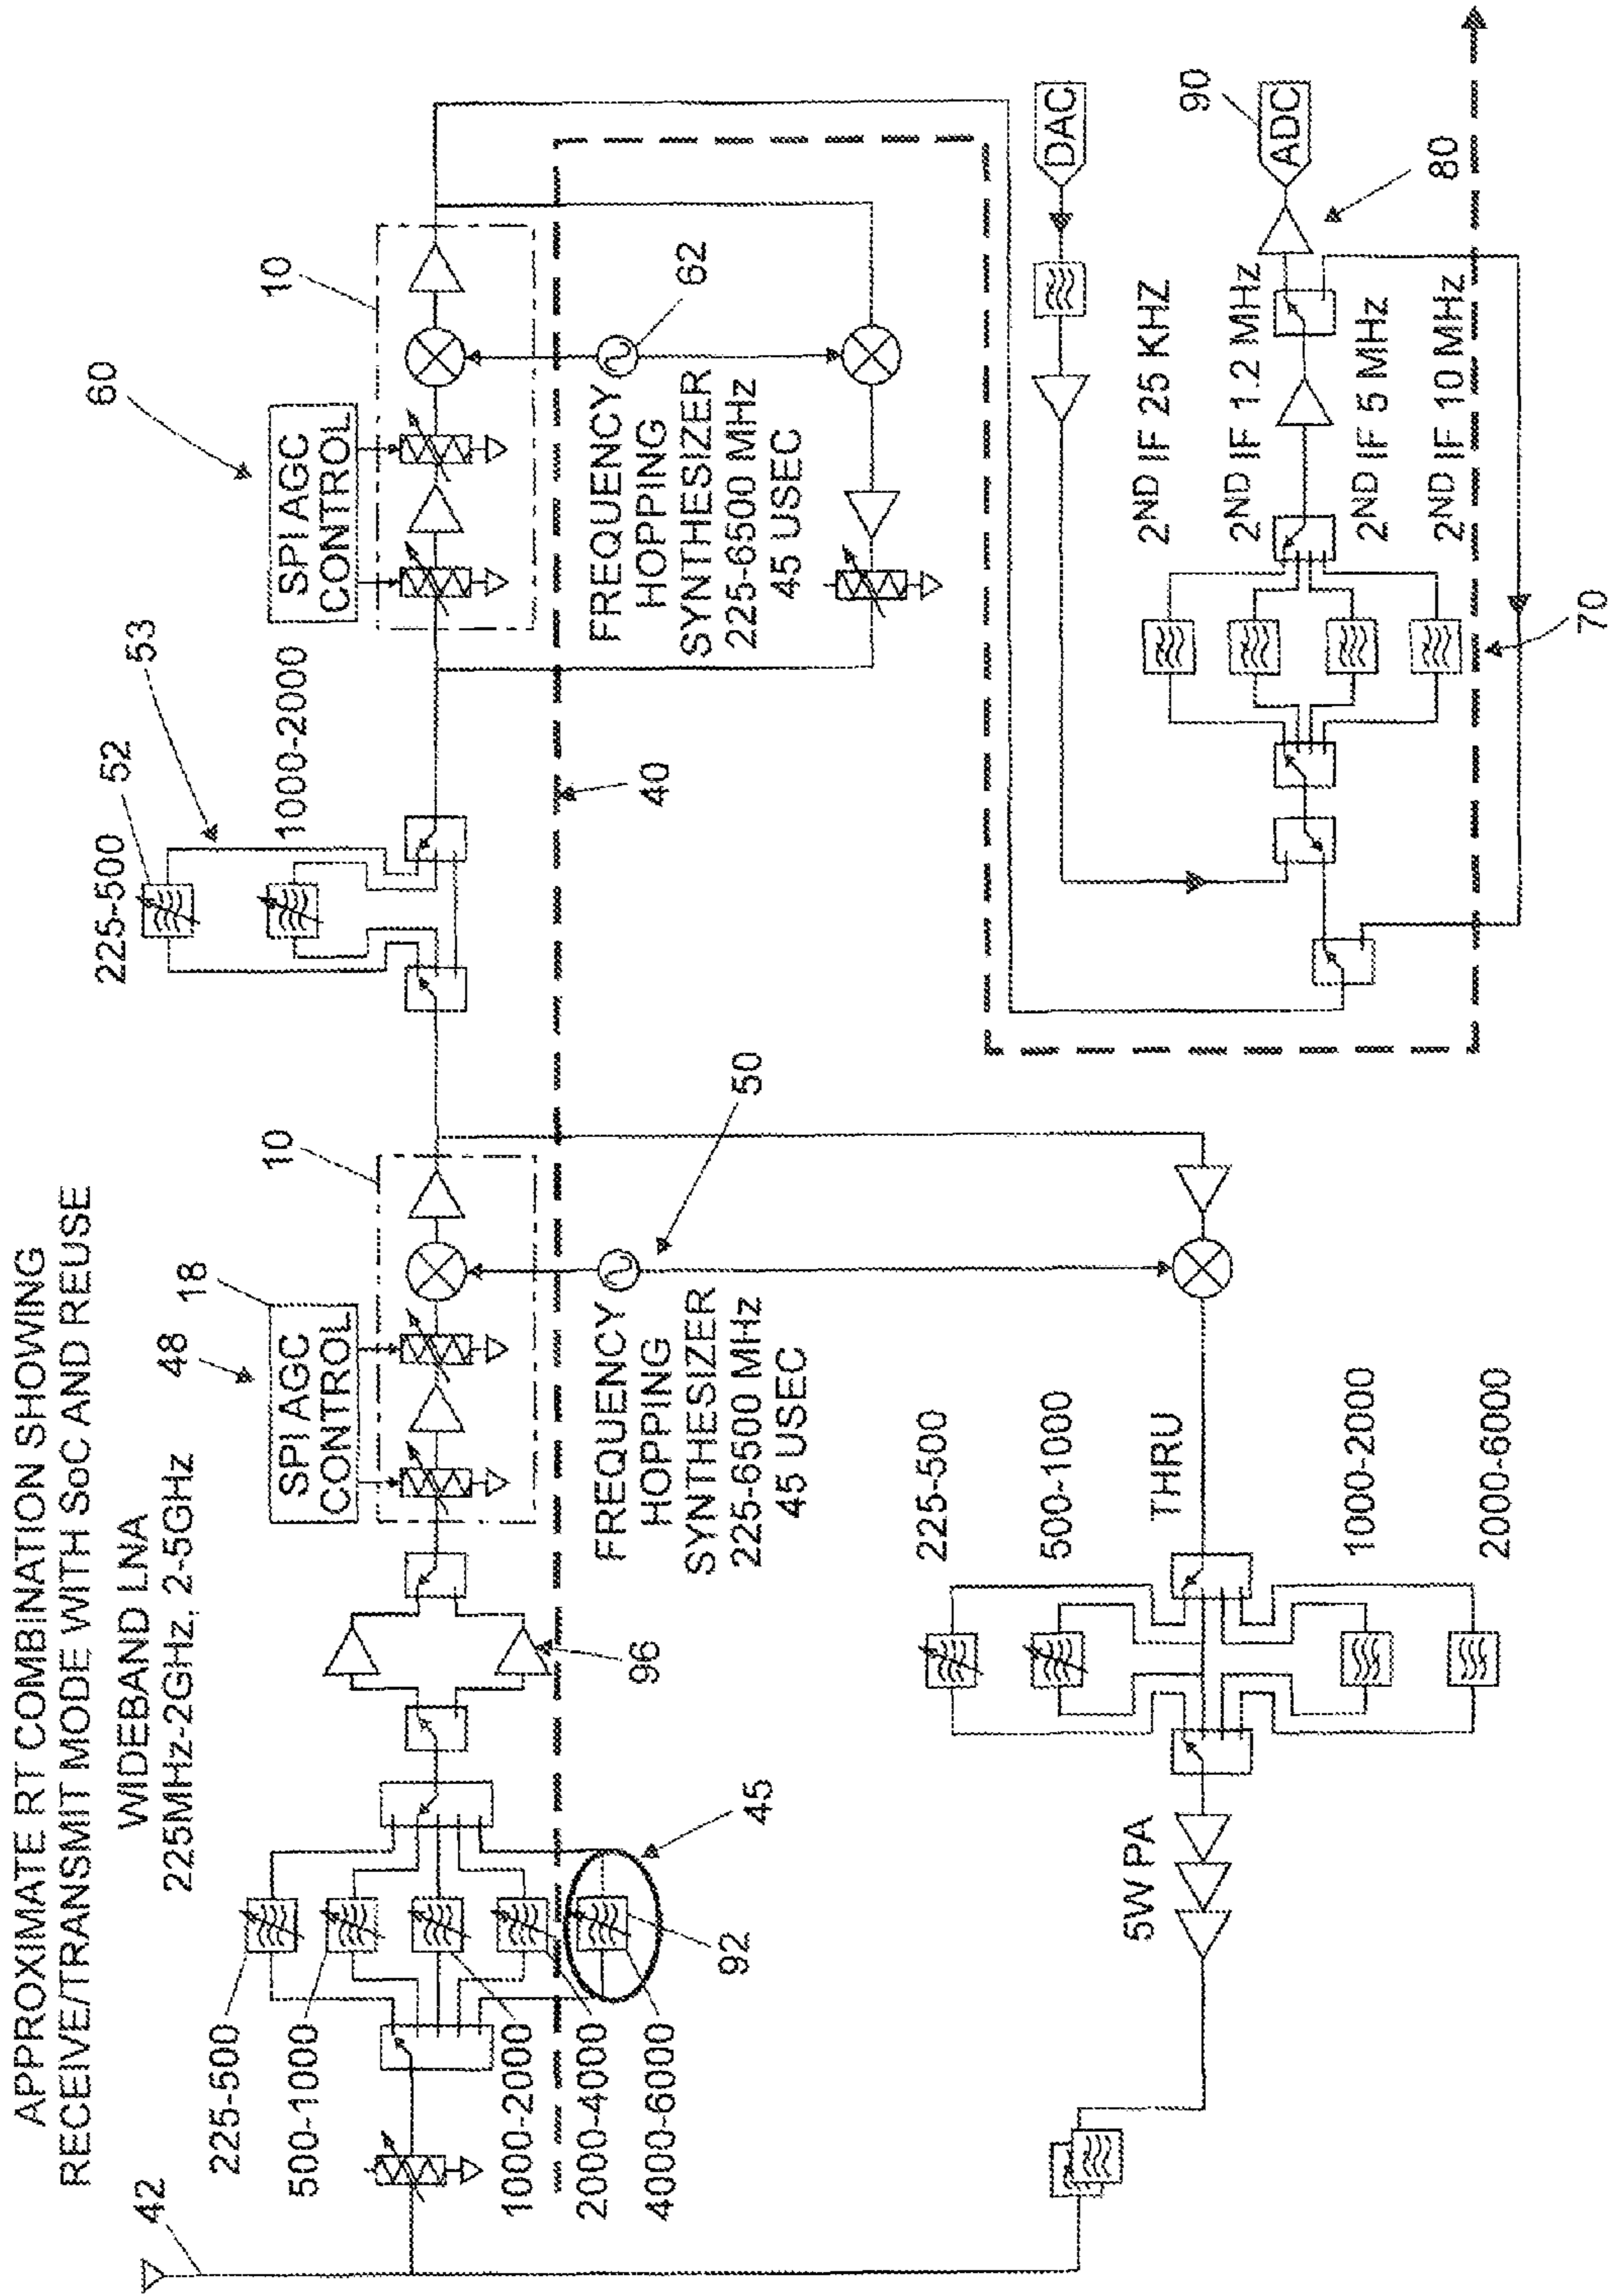 APPROXIMATE RT COMBINATION SHOWING
RECEIVE/TRANSMIT MODE WITH SoC AND REUSE
WIDEBAND LNA
225MHz-2GHz, 2-5GHz
42
225-500
500-1000
1000-2000
2000-4000
4000-6000
92
45
96
48
18
SPI AGC
CONTROL
10
FREQUENCY
HOPPING
SYNTHESIZER
225-6500 MHz
45 USEC
50
225-500
52
53
1000-2000
40
60
SPI AGC
CONTROL
10
FREQUENCY
HOPPING
SYNTHESIZER
225-6500 MHz
45 USEC
62
5W PA
225-500
500-1000
THRU
1000-2000
2000-6000
DAC
90
ADC
80
2ND IF 25 KHZ
2ND IF 1.2 MHz
2ND IF 5 MHz
2ND IF 10 MHz
70